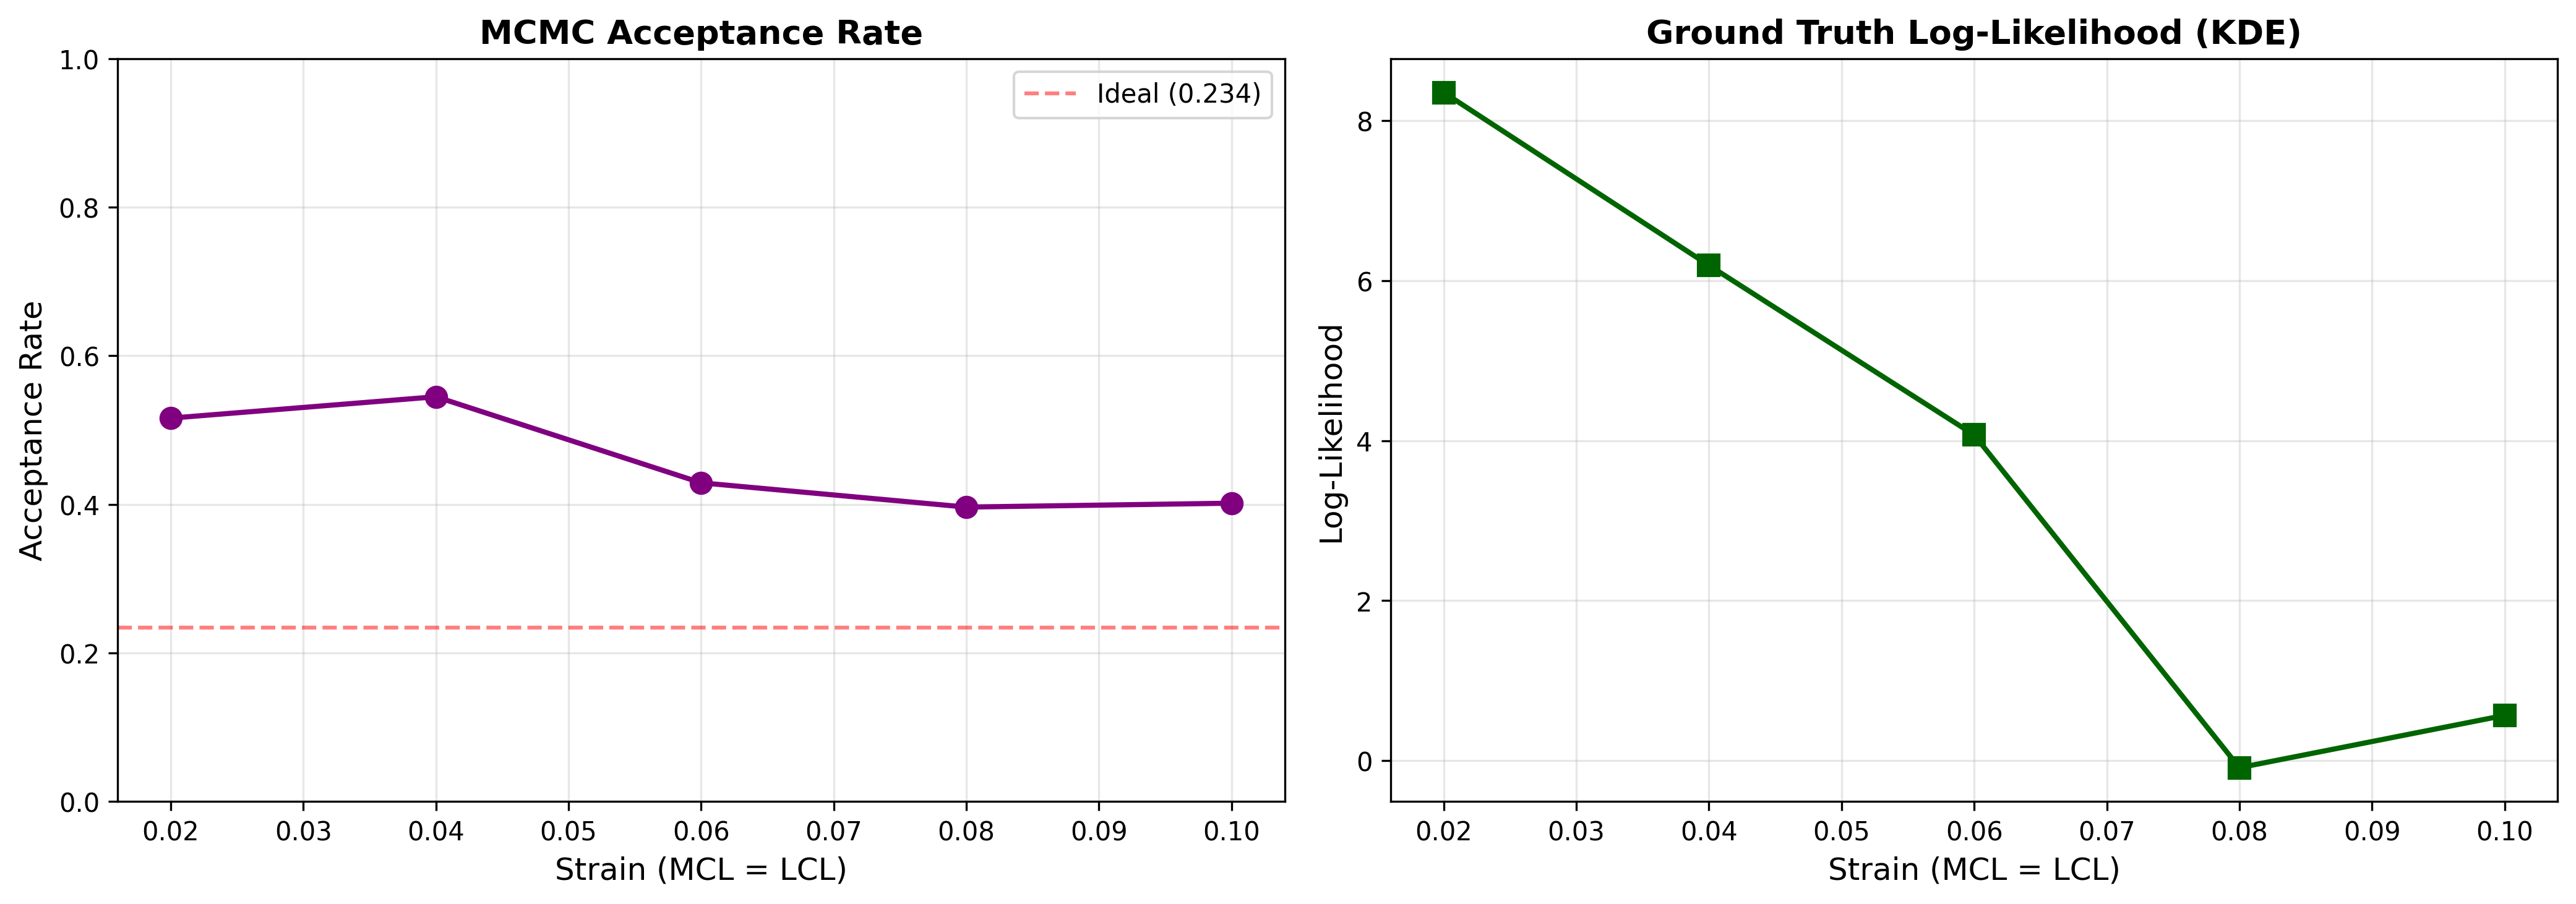 MCMC Acceptance Rate
1.0
0.8
0.6
0.4
0.2
0.0
Acceptance Rate
Ideal (0.234)
0.02 0.03 0.04 0.05 0.06 0.07 0.08 0.09 0.10
Strain (MCL = LCL)
Ground Truth Log-Likelihood (KDE)
8
6
4
2
0
Log-Likelihood
0.02 0.03 0.04 0.05 0.06 0.07 0.08 0.09 0.10
Strain (MCL = LCL)